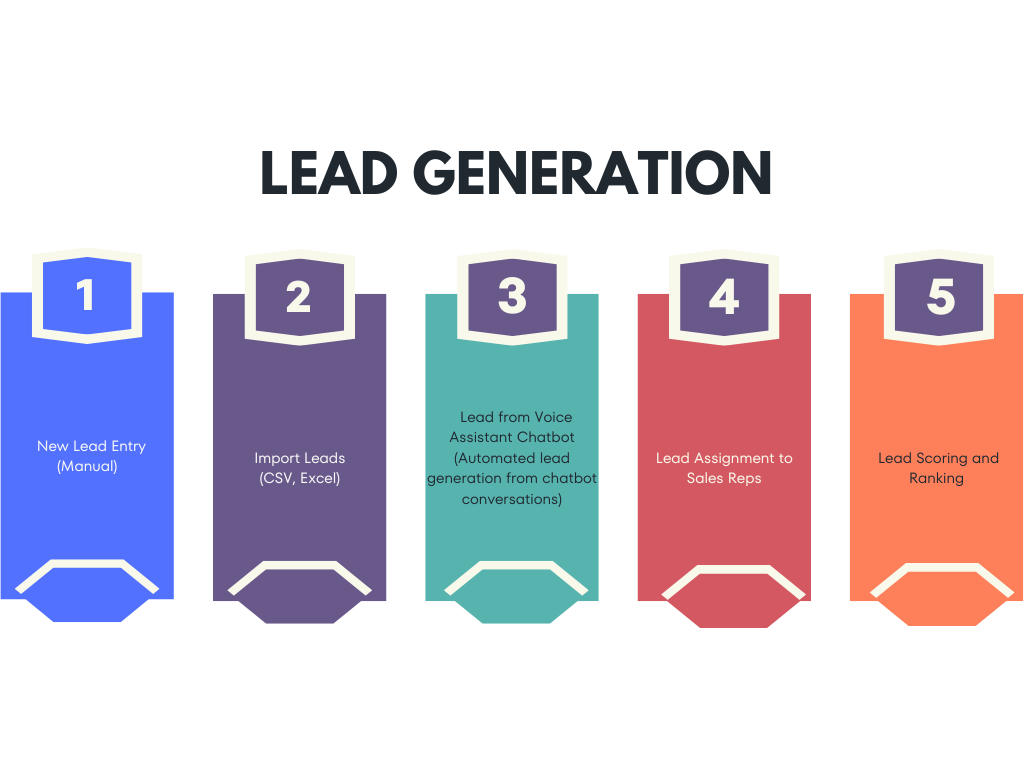 LEAD GENERATION
1
New Lead Entry
(Manual)
2
Import Leads
(CSV, Excel)
3
Lead from Voice
Assistant Chatbot
(Automated lead
generation from chatbot
conversations)
4
Lead Assignment to
Sales Reps
5
Lead Scoring and
Ranking